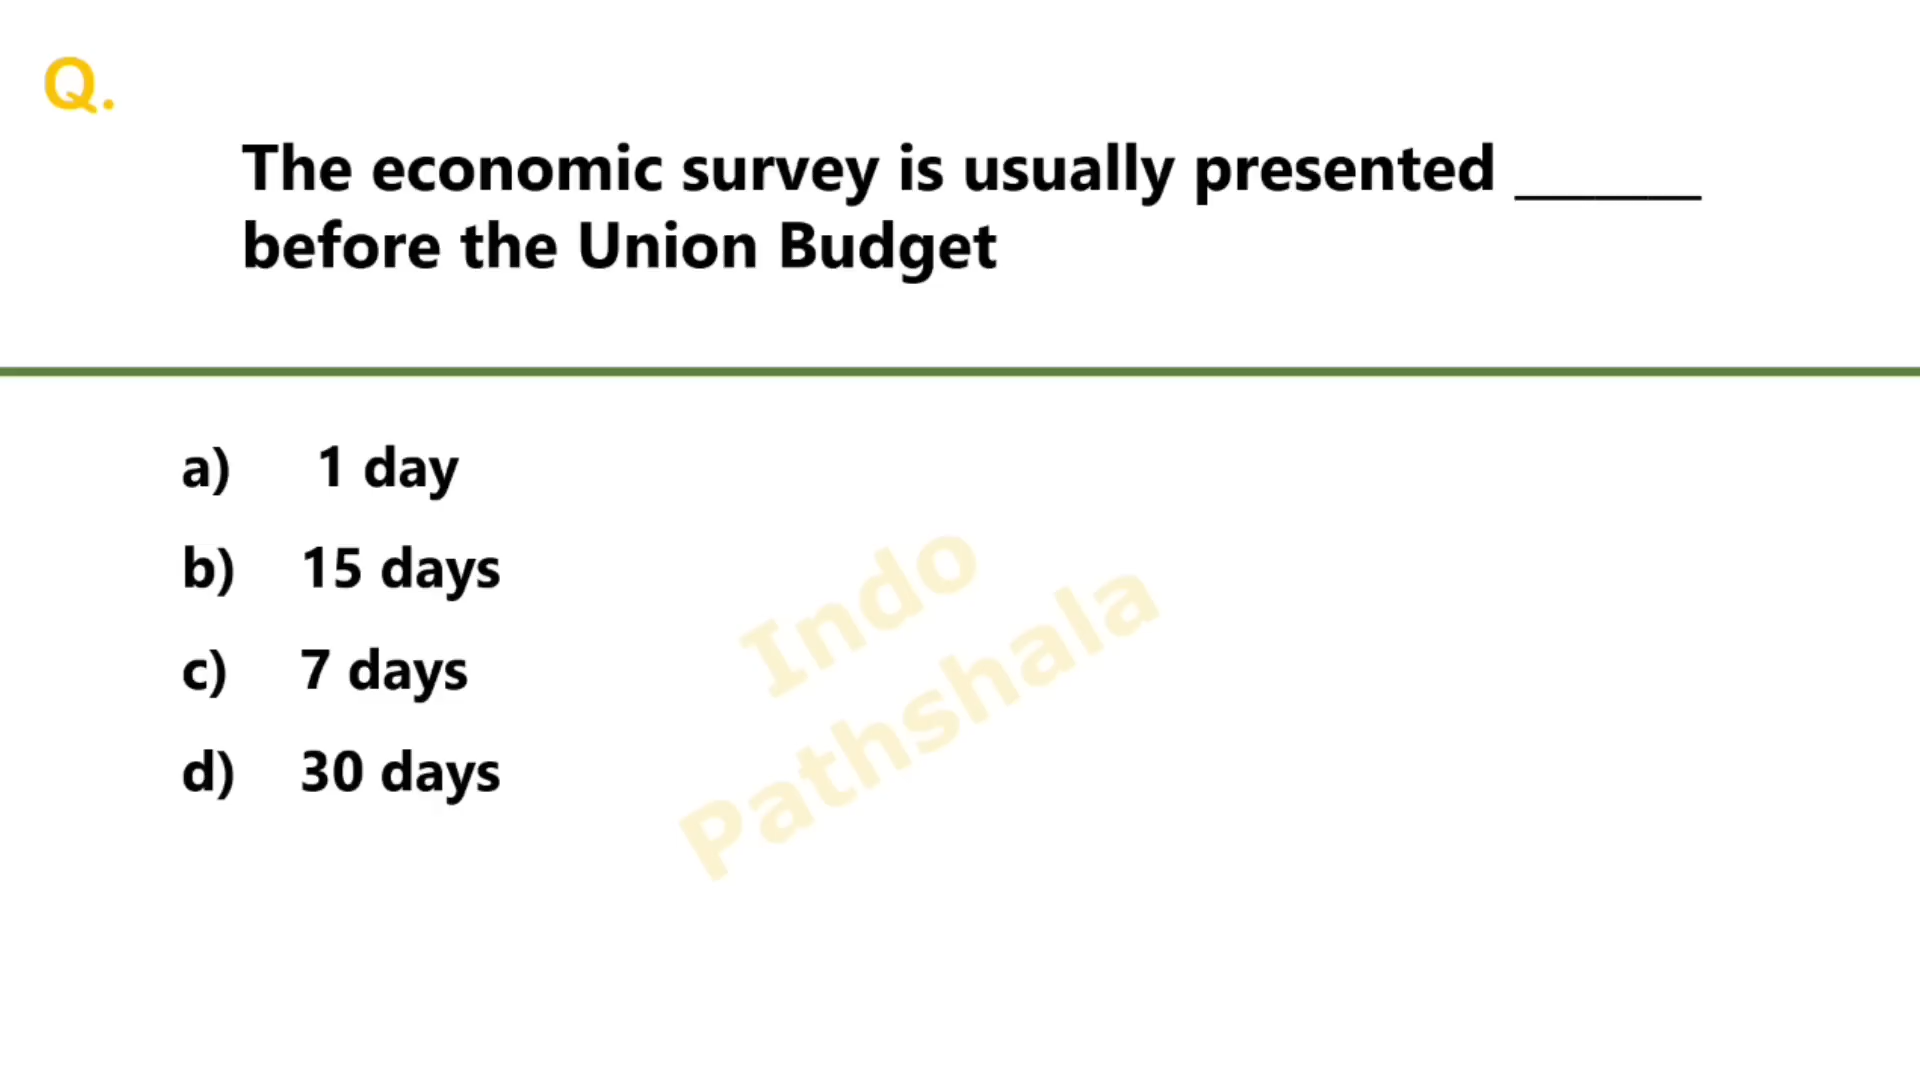 Q.
The economic survey is usually presented _______
before the Union Budget
a) 1 day
b) 15 days
c) 7 days
d) 30 days
Indo
Pathshala